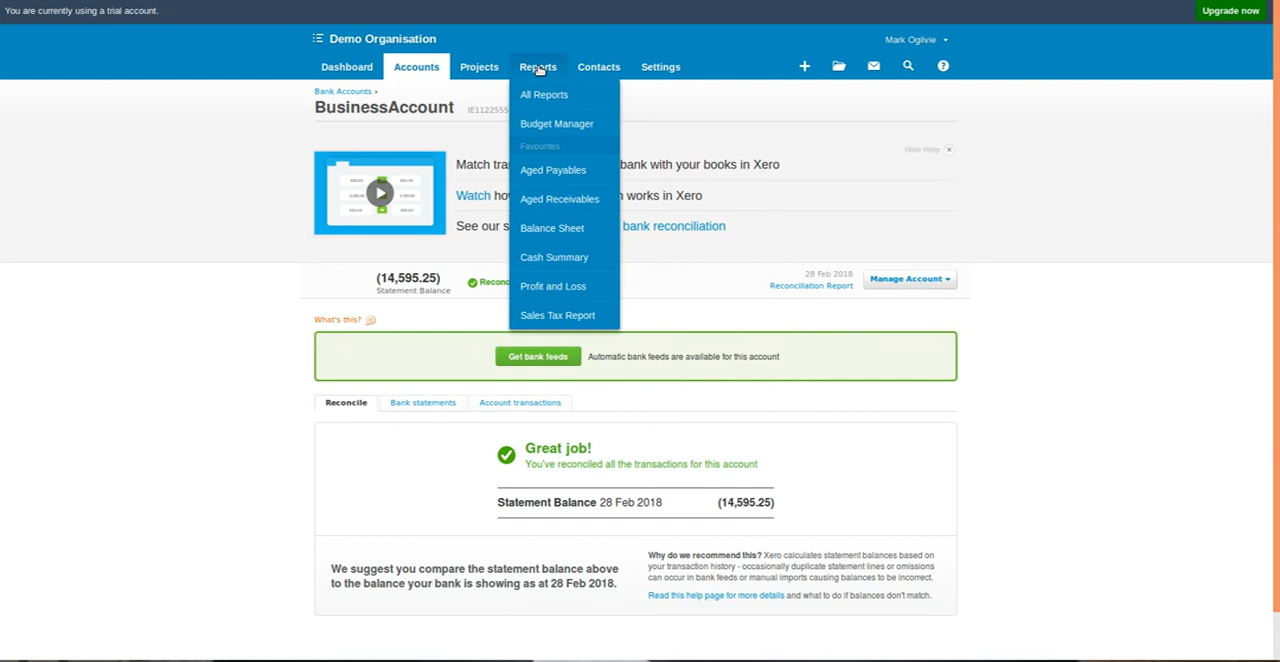 You are currently using a trial account.
Upgrade now
Demo Organisation
Mark Ogilvie
Dashboard Accounts Projects Reports Contacts Settings
Bank Accounts ›
BusinessAccount IE1122555
All Reports
Budget Manager
Favourites
Aged Payables
Aged Receivables
Balance Sheet
Cash Summary
Profit and Loss
Sales Tax Report
Hide Help
Match bank with your books in Xero
Watch works in Xero
See our bank reconciliation
(14,595.25)
Statement Balance
28 Feb 2018
Reconciliation Report
Manage Account
What's this?
Get bank feeds Automatic bank feeds are available for this account
Reconcile Bank statements Account transactions
Great job!
You've reconciled all the transactions for this account
Statement Balance 28 Feb 2018 (14,595.25)
We suggest you compare the statement balance above
to the balance your bank is showing as at 28 Feb 2018.
Why do we recommend this? Xero calculates statement balances based on
your transaction history - occasionally duplicate statement lines or omissions
can occur in bank feeds or manual imports causing balances to be incorrect.
Read this help page for more details and what to do if balances don't match.